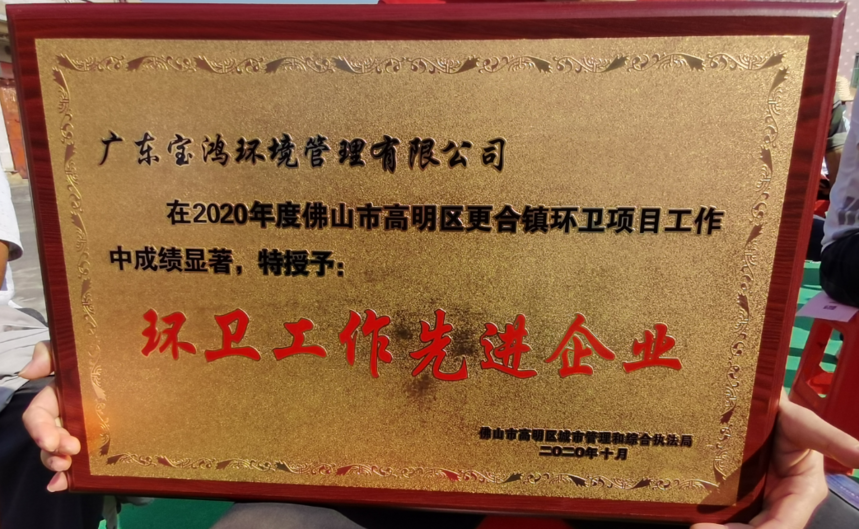 广东宝鸿环境管理有限公司
在2020年度佛山市高明区更合镇环卫项目工作
中成绩显著，特授予：
环卫工作先进企业
佛山市高明区城市管理和综合执法局
二〇二〇年十月